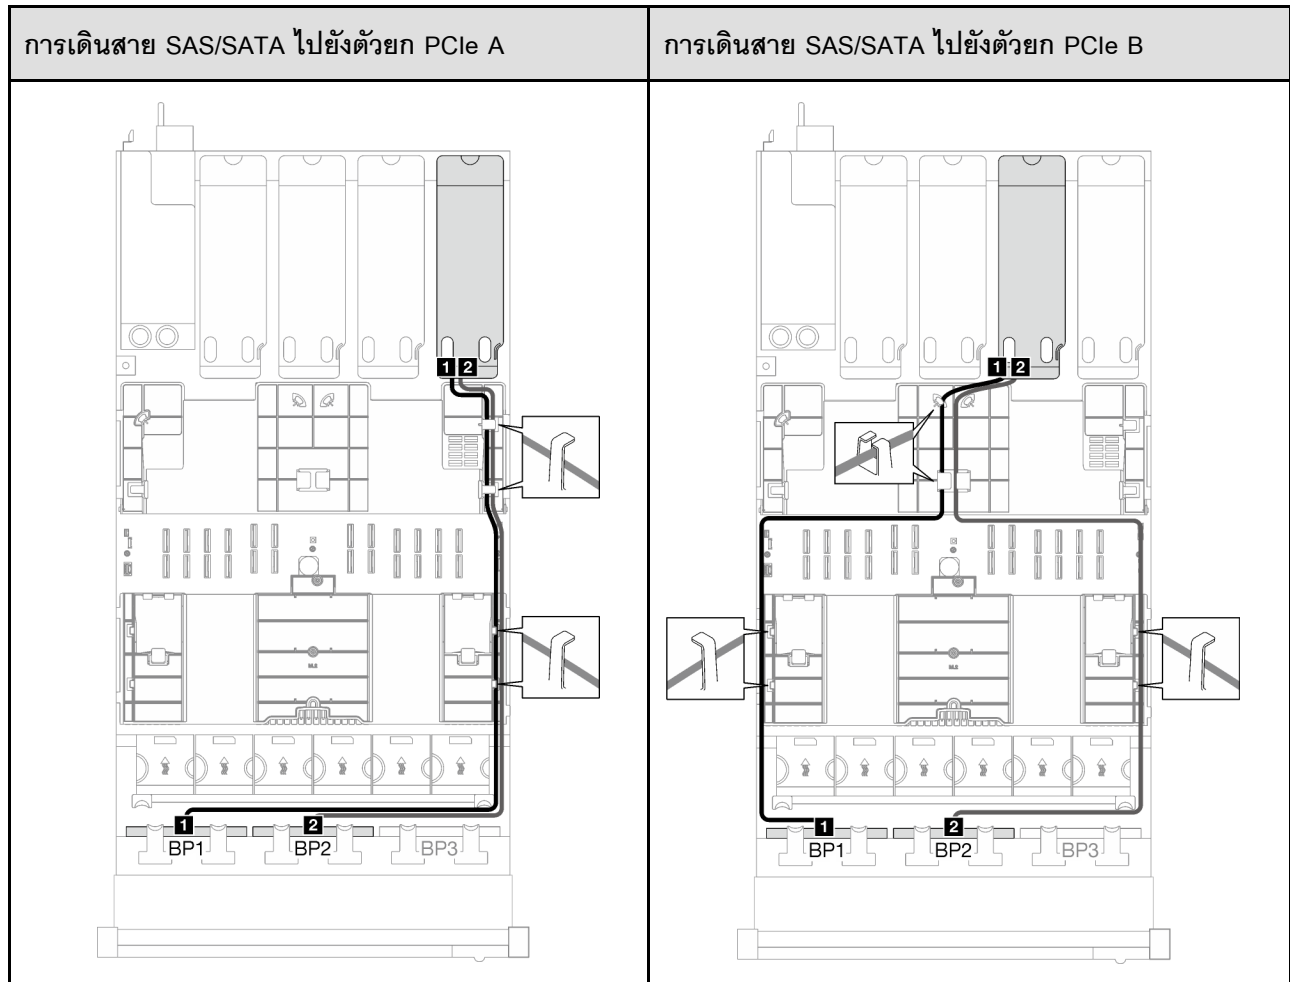 การเดินสาย SAS/SATA ไปยังตัวยก PCIe A
การเดินสาย SAS/SATA ไปยังตัวยก PCIe B
1 2
1 2
M.2
M.2
1
2
BP1
BP2
BP3
1
2
BP1
BP2
BP3